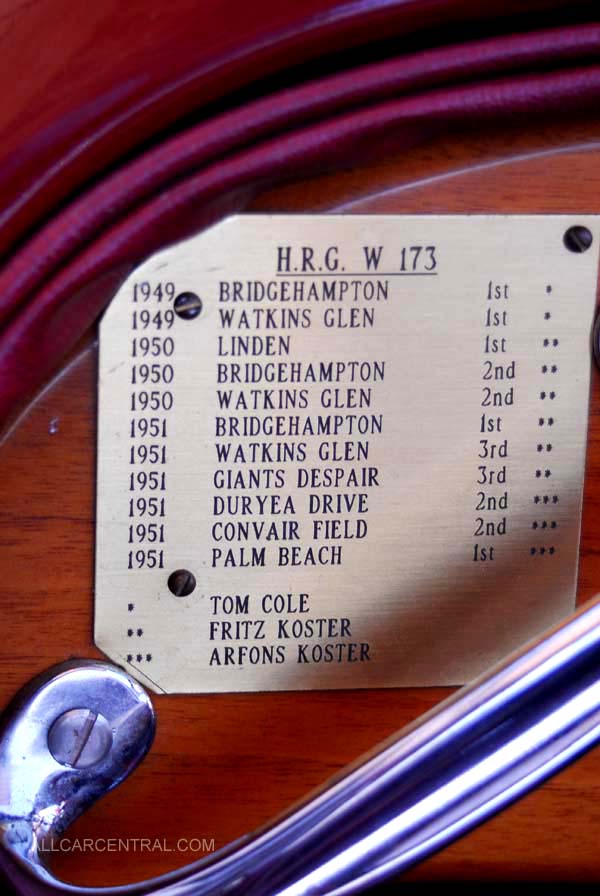 H.R.G. W 173
1949 BRIDGEHAMPTON 1st *
1949 WATKINS GLEN 1st *
1950 LINDEN 1st **
1950 BRIDGEHAMPTON 2nd **
1950 WATKINS GLEN 2nd **
1951 BRIDGEHAMPTON 1st **
1951 WATKINS GLEN 3rd **
1951 GIANTS DESPAIR 3rd **
1951 DURYEA DRIVE 2nd ***
1951 CONVAIR FIELD 2nd ***
1951 PALM BEACH 1st ***
* TOM COLE
** FRITZ KOSTER
*** ARFONS KOSTER
ALLCARCENTRAL.COM